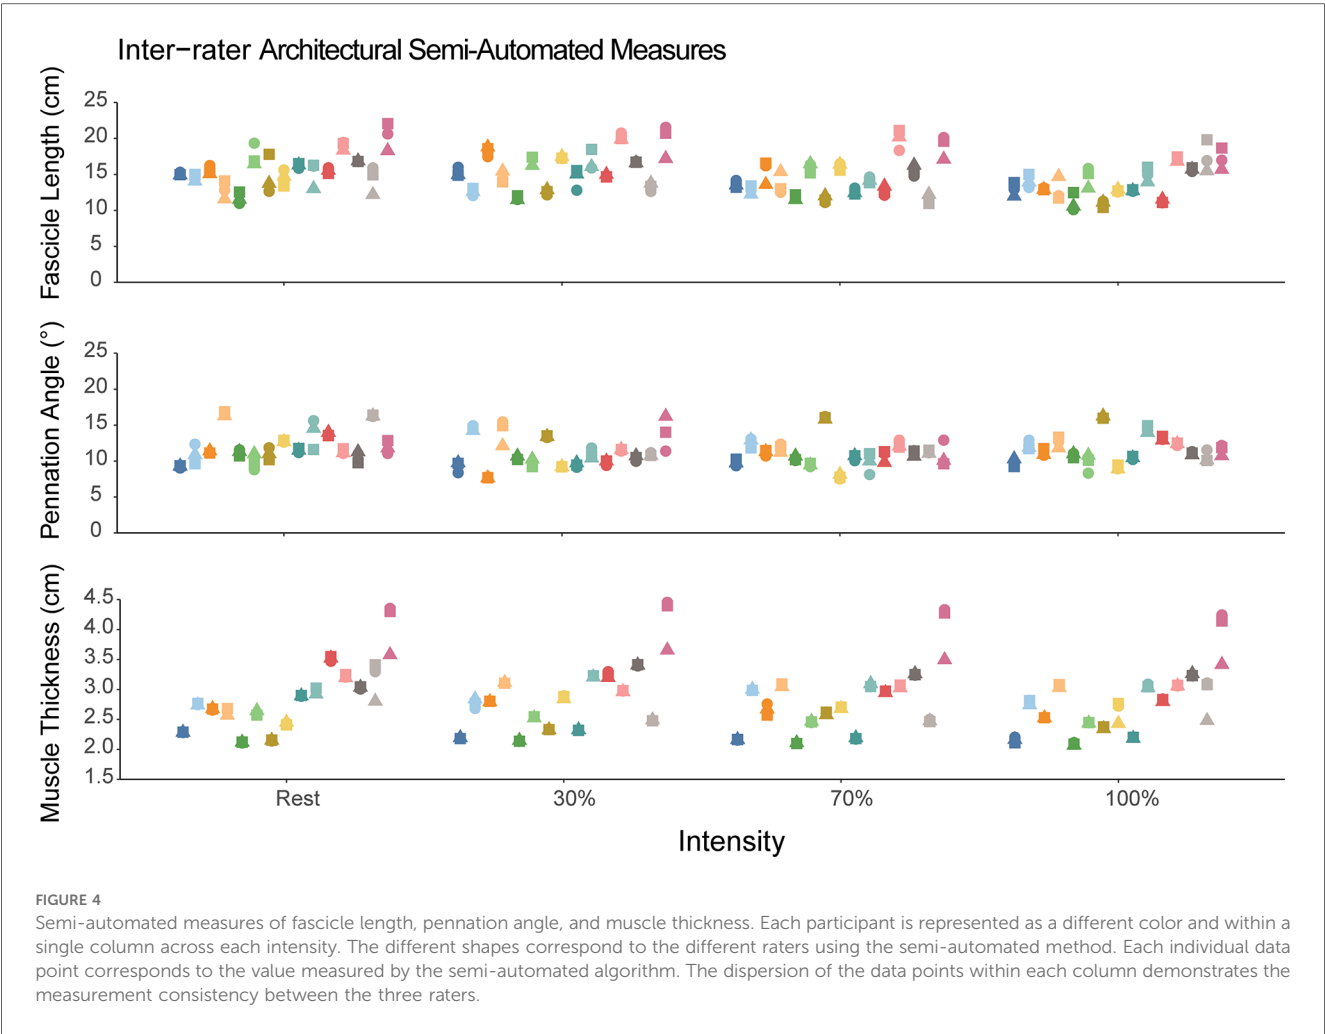 Inter−rater Architectural Semi-Automated Measures
Fascicle Length (cm)
25
20
15
10
5
0
Pennation Angle (°)
25
20
15
10
5
0
Muscle Thickness (cm)
4.5
4.0
3.5
3.0
2.5
2.0
1.5
Rest 30% 70% 100%
Intensity
FIGURE 4
Semi-automated measures of fascicle length, pennation angle, and muscle thickness. Each participant is represented as a different color and within a
single column across each intensity. The different shapes correspond to the different raters using the semi-automated method. Each individual data
point corresponds to the value measured by the semi-automated algorithm. The dispersion of the data points within each column demonstrates the
measurement consistency between the three raters.